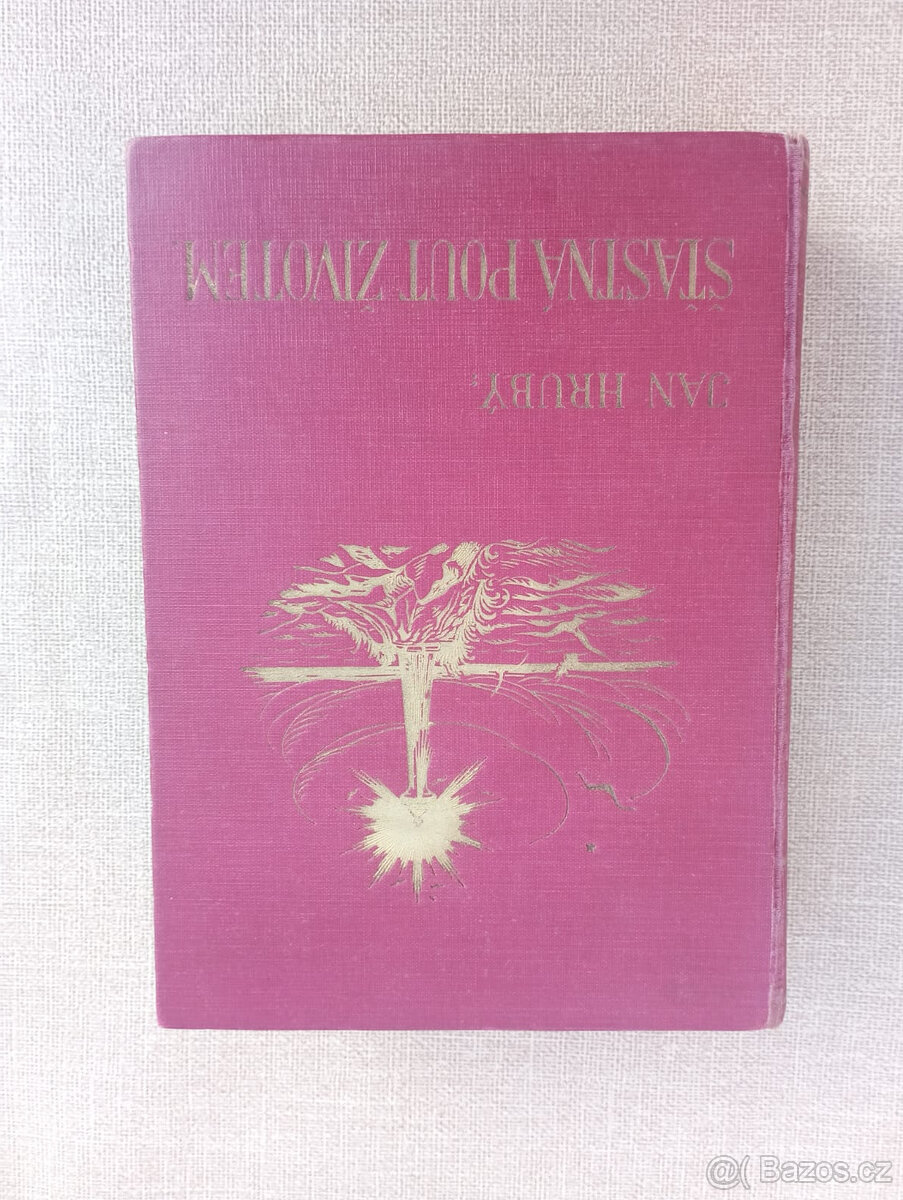 JAN HRUBÝ:
ŠŤASTNÁ POUŤ ŽIVOTEM.
@( Bazos.cz